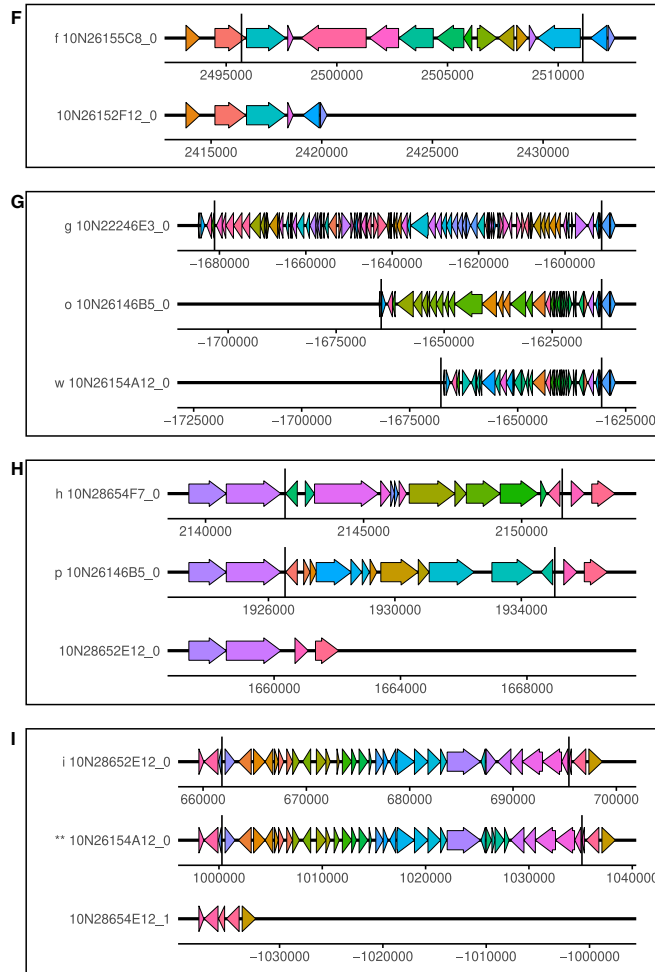 F
f 10N26155C8_0
2495000 2500000 2505000 2510000
10N26152F12_0
2415000 2420000 2425000 2430000
G
g 10N22246E3_0
−1680000 −1660000 −1640000 −1620000 −1600000
o 10N26146B5_0
−1700000 −1675000 −1650000 −1625000
w 10N26154A12_0
−1725000 −1700000 −1675000 −1650000 −1625000
H
h 10N28654F7_0
2140000 2145000 2150000
p 10N26146B5_0
1926000 1930000 1934000
10N28652E12_0
1660000 1664000 1668000
I
i 10N28652E12_0
660000 670000 680000 690000 700000
** 10N26154A12_0
1000000 1010000 1020000 1030000 1040000
10N28654E12_1
−1030000 −1020000 −1010000 −1000000